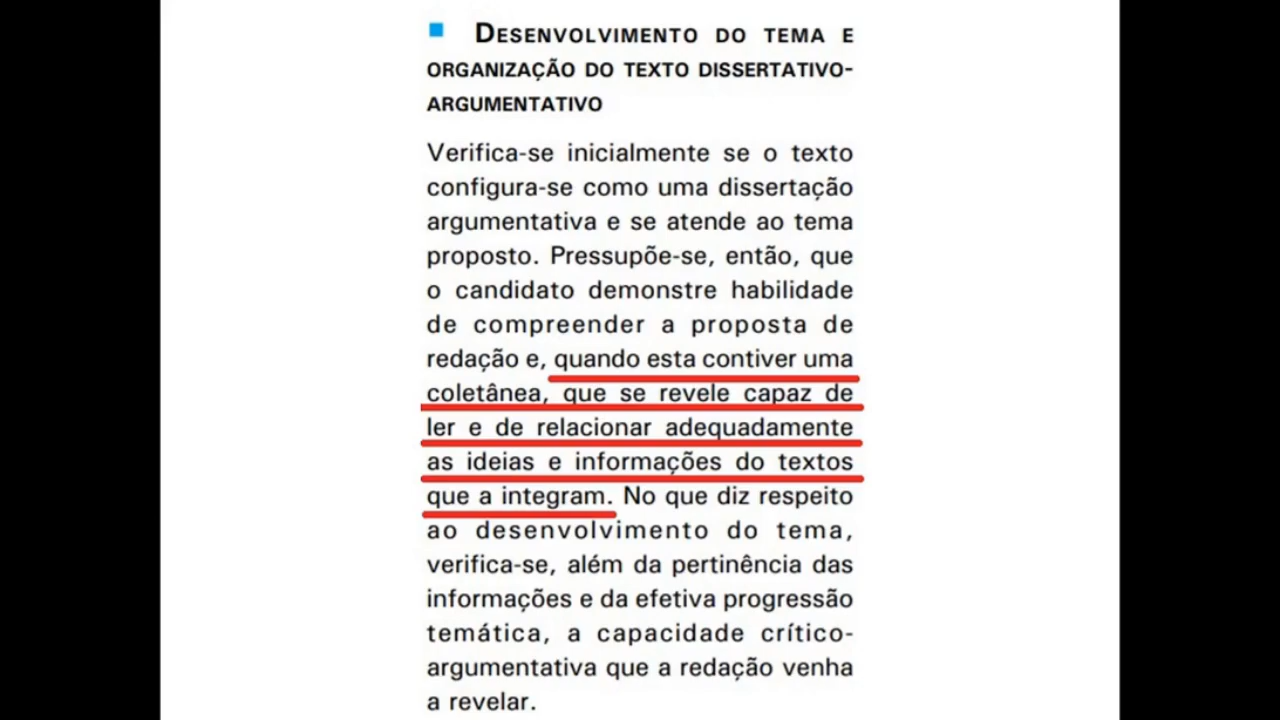 DESENVOLVIMENTO DO TEMA E
ORGANIZAÇÃO DO TEXTO DISSERTATIVO-
ARGUMENTATIVO
Verifica-se inicialmente se o texto
configura-se como uma dissertação
argumentativa e se atende ao tema
proposto. Pressupõe-se, então, que
o candidato demonstre habilidade
de compreender a proposta de
redação e, quando esta contiver uma
coletânea, que se revele capaz de
ler e de relacionar adequadamente
as ideias e informações do textos
que a integram. No que diz respeito
ao desenvolvimento do tema,
verifica-se, além da pertinência das
informações e da efetiva progressão
temática, a capacidade crítico-
argumentativa que a redação venha
a revelar.